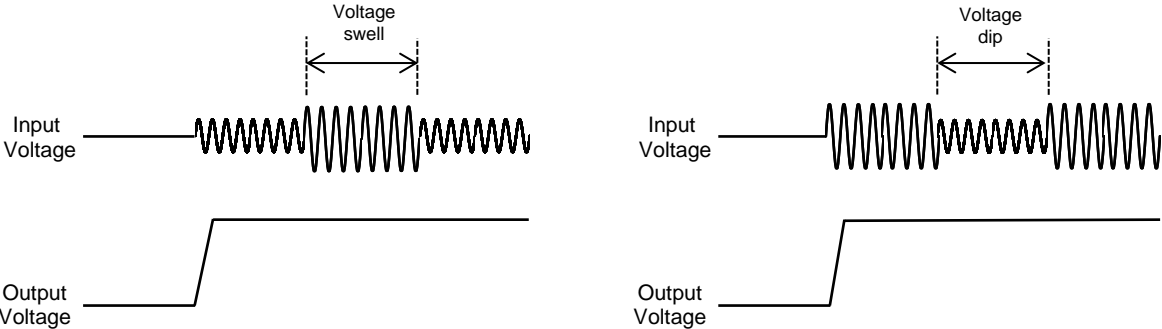 Voltage
swell
Input
Voltage
Output
Voltage
Voltage
dip
Input
Voltage
Output
Voltage